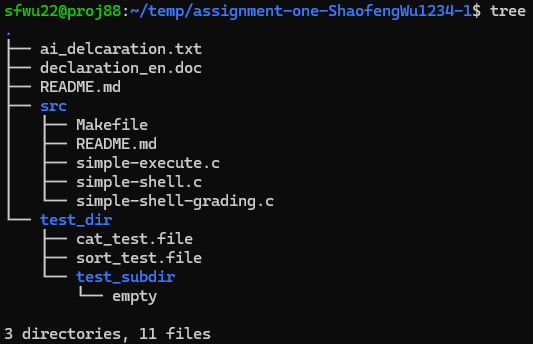 sfwu22@proj88:~/temp/assignment-one-ShaofengWu1234-1$ tree
.
├── ai_delcaration.txt
├── declaration_en.doc
├── README.md
├── src
│   ├── Makefile
│   ├── README.md
│   ├── simple-execute.c
│   ├── simple-shell.c
│   └── simple-shell-grading.c
└── test_dir
    ├── cat_test.file
    ├── sort_test.file
    └── test_subdir
        └── empty

3 directories, 11 files